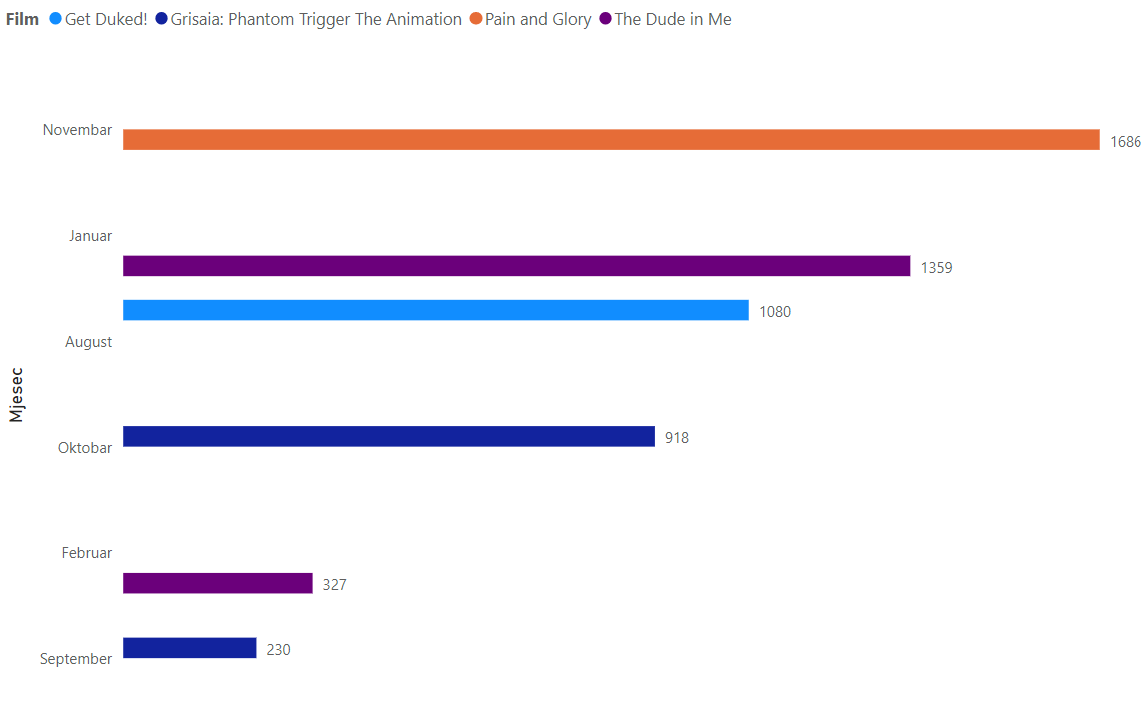 Film Get Duked! Grisaia: Phantom Trigger The Animation Pain and Glory The Dude in Me
Novembar
1686
Januar
1359
1080
August
Mjesec
918
Oktobar
Februar
327
230
September